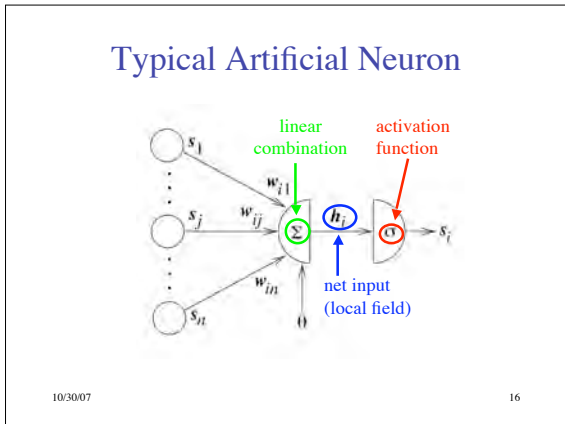 Typical Artificial Neuron
linear
combination
activation
function
s1
wi1
sj
wij
Σ
hi
σ
si
net input
(local field)
win
sn
θ
10/30/07
16